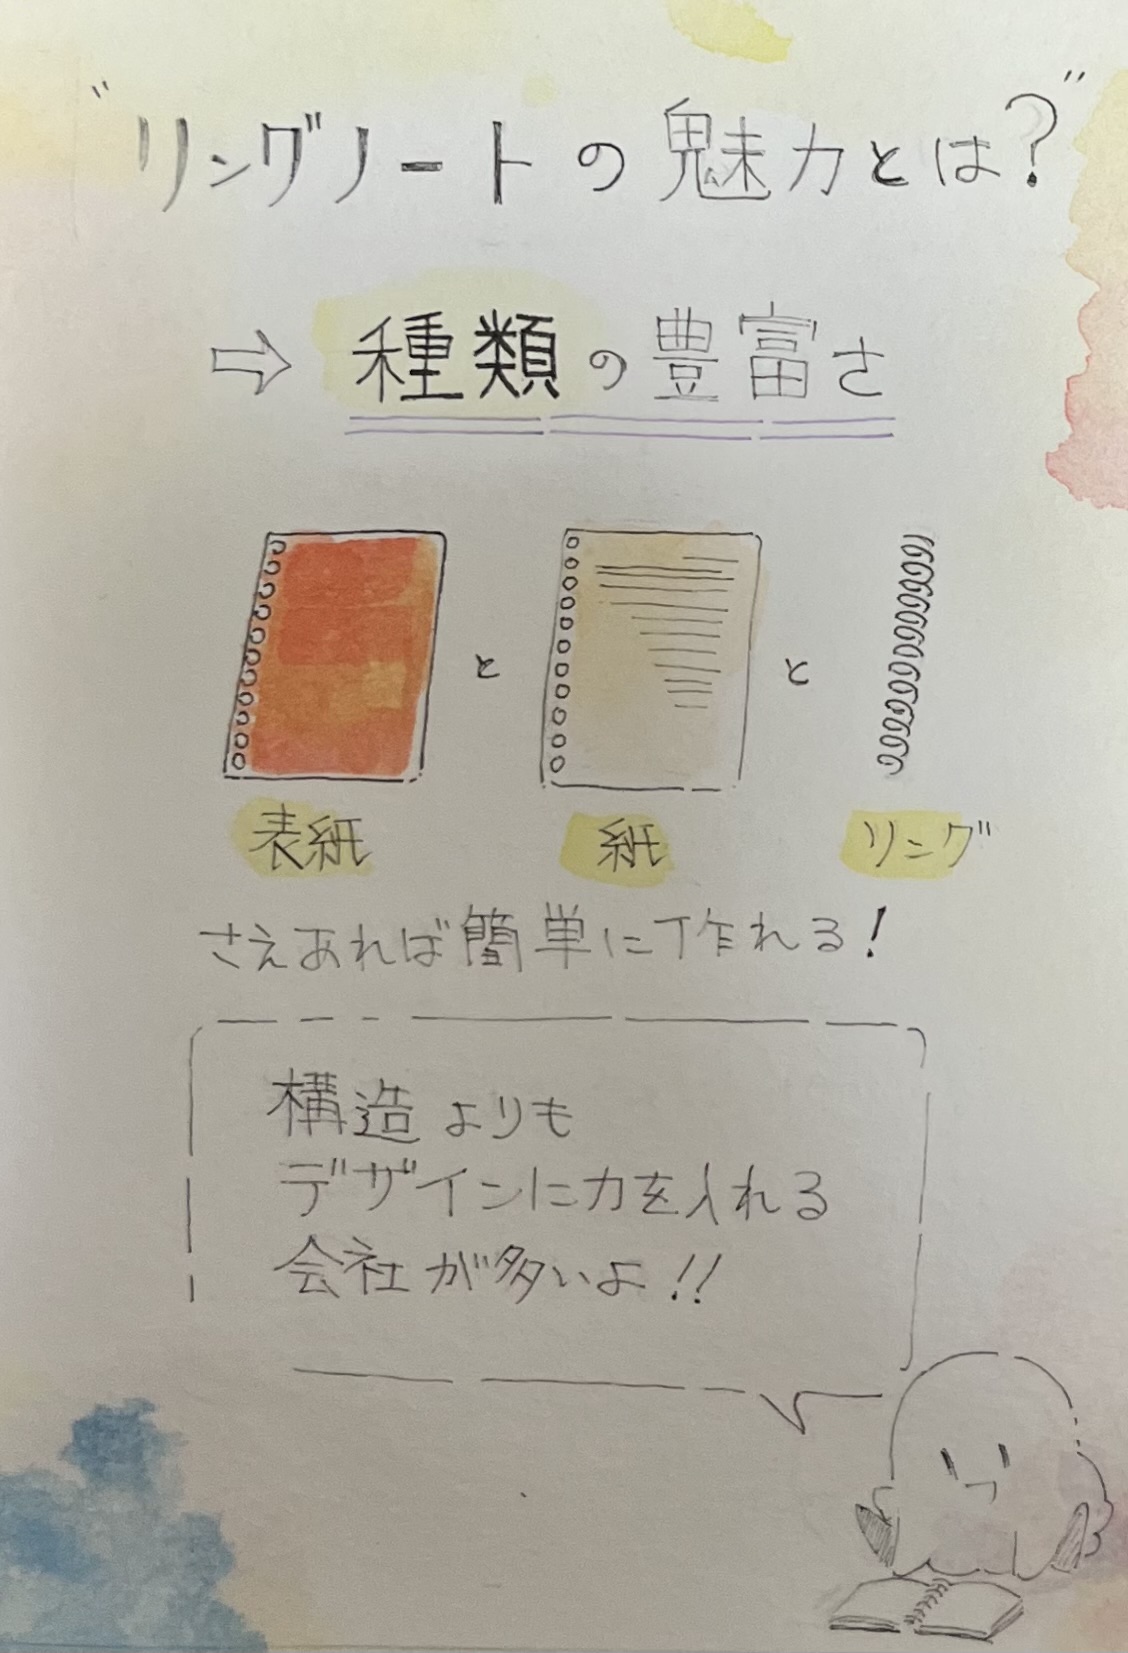 "リングノートの魅力とは?"
⇨ 種類の豊富さ
と と
表紙 紙 リング
さえあれば簡単に作れる!
構造よりも
デザインに力を入れる
会社が多いよ!!